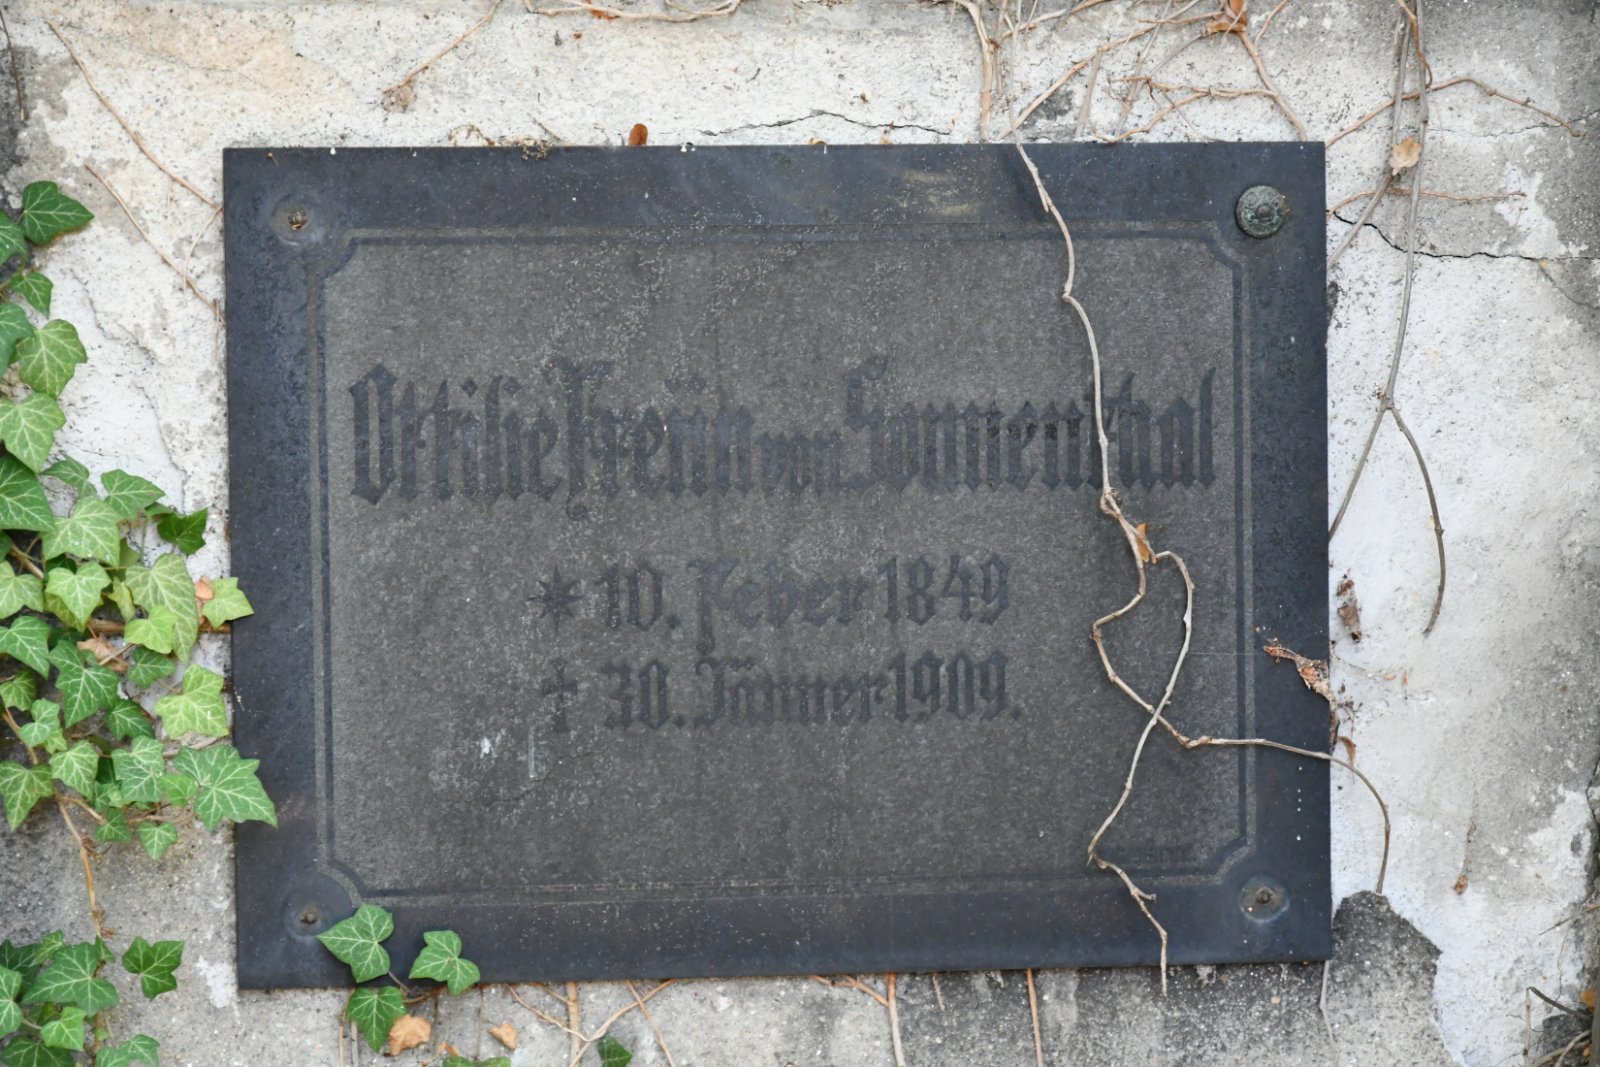 Ottilie Freiin von Sonnenthal
✶ 10. Feber 1849
† 30. Jänner 1909.